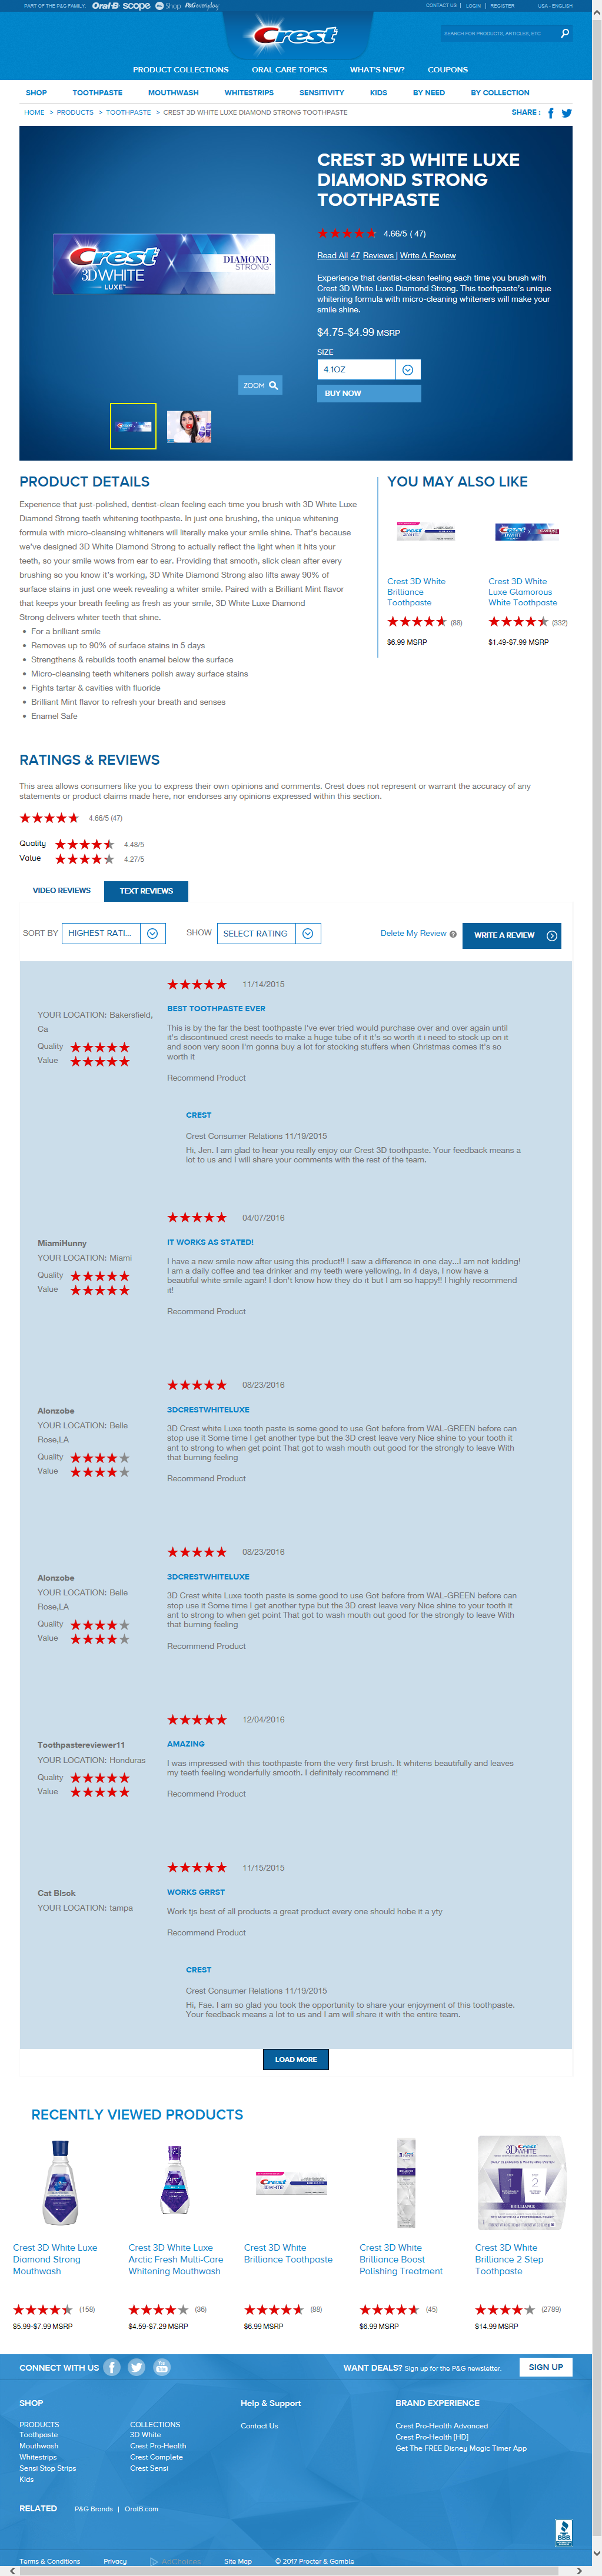 PART OF THE P&G FAMILY: Oral-B scope Shop P&G everyday
CONTACT US | LOGIN | REGISTER USA - ENGLISH
Crest
SEARCH FOR PRODUCTS, ARTICLES, ETC
PRODUCT COLLECTIONS ORAL CARE TOPICS WHAT'S NEW? COUPONS
SHOP TOOTHPASTE MOUTHWASH WHITESTRIPS SENSITIVITY KIDS BY NEED BY COLLECTION
HOME > PRODUCTS > TOOTHPASTE > CREST 3D WHITE LUXE DIAMOND STRONG TOOTHPASTE
SHARE :
CREST 3D WHITE LUXE
DIAMOND STRONG
TOOTHPASTE
4.66/5 ( 47)
Read All 47 Reviews | Write A Review
Experience that dentist-clean feeling each time you brush with
Crest 3D White Luxe Diamond Strong. This toothpaste's unique
whitening formula with micro-cleaning whiteners will make your
smile shine.
$4.75-$4.99 MSRP
SIZE
4.1OZ
BUY NOW
Crest
3D WHITE
LUXE
DIAMOND
STRONG
ZOOM
PRODUCT DETAILS
Experience that just-polished, dentist-clean feeling each time you brush with 3D White Luxe
Diamond Strong teeth whitening toothpaste. In just one brushing, the unique whitening
formula with micro-cleansing whiteners will literally make your smile shine. That's because
we've designed 3D White Diamond Strong to actually reflect the light when it hits your
teeth, so your smile wows from ear to ear. Providing that smooth, slick clean after every
brushing so you know it's working, 3D White Diamond Strong also lifts away 90% of
surface stains in just one week revealing a whiter smile. Paired with a Brilliant Mint flavor
that keeps your breath feeling as fresh as your smile, 3D White Luxe Diamond
Strong delivers whiter teeth that shine.
• For a brilliant smile
• Removes up to 90% of surface stains in 5 days
• Strengthens & rebuilds tooth enamel below the surface
• Micro-cleansing teeth whiteners polish away surface stains
• Fights tartar & cavities with fluoride
• Brilliant Mint flavor to refresh your breath and senses
• Enamel Safe
YOU MAY ALSO LIKE
Crest 3D White
Brilliance
Toothpaste
(88)
$6.99 MSRP
Crest 3D White
Luxe Glamorous
White Toothpaste
(332)
$1.49-$7.99 MSRP
RATINGS & REVIEWS
This area allows consumers like you to express their own opinions and comments. Crest does not represent or warrant the accuracy of any
statements or product claims made here, nor endorses any opinions expressed within this section.
4.66/5 (47)
Quality 4.48/5
Value 4.27/5
VIDEO REVIEWS TEXT REVIEWS
SORT BY HIGHEST RATI... SHOW SELECT RATING Delete My Review WRITE A REVIEW
11/14/2015
YOUR LOCATION: Bakersfield,
Ca
Quality
Value
BEST TOOTHPASTE EVER
This is by the far the best toothpaste I've ever tried would purchase over and over again until
it's discontinued crest needs to make a huge tube of it it's so worth it i need to stock up on it
and soon very soon I'm gonna buy a lot for stocking stuffers when Christmas comes it's so
worth it
Recommend Product
CREST
Crest Consumer Relations 11/19/2015
Hi, Jen. I am glad to hear you really enjoy our Crest 3D toothpaste. Your feedback means a
lot to us and I will share your comments with the rest of the team.
04/07/2016
MiamiHunny
YOUR LOCATION: Miami
Quality
Value
IT WORKS AS STATED!
I have a new smile now after using this product!! I saw a difference in one day...I am not kidding!
I am a daily coffee and tea drinker and my teeth were yellowing. In 4 days, I now have a
beautiful white smile again! I don't know how they do it but I am so happy!! I highly recommend
it!
Recommend Product
08/23/2016
Alonzobe
YOUR LOCATION: Belle
Rose,LA
Quality
Value
3DCRESTWHITELUXE
3D Crest white Luxe tooth paste is some good to use Got before from WAL-GREEN before can
stop use it Some time I get another type but the 3D crest leave very Nice shine to your tooth it
ant to strong to when get point That got to wash mouth out good for the strongly to leave With
that burning feeling
Recommend Product
08/23/2016
Alonzobe
YOUR LOCATION: Belle
Rose,LA
Quality
Value
3DCRESTWHITELUXE
3D Crest white Luxe tooth paste is some good to use Got before from WAL-GREEN before can
stop use it Some time I get another type but the 3D crest leave very Nice shine to your tooth it
ant to strong to when get point That got to wash mouth out good for the strongly to leave With
that burning feeling
Recommend Product
12/04/2016
Toothpastereviewer11
YOUR LOCATION: Honduras
Quality
Value
AMAZING
I was impressed with this toothpaste from the very first brush. It whitens beautifully and leaves
my teeth feeling wonderfully smooth. I definitely recommend it!
Recommend Product
11/15/2015
Cat Blsck
YOUR LOCATION: tampa
WORKS GRRST
Work tjs best of all products a great product every one should hobe it a yty
Recommend Product
CREST
Crest Consumer Relations 11/19/2015
Hi, Fae. I am so glad you took the opportunity to share your enjoyment of this toothpaste.
Your feedback means a lot to us and I am will share it with the entire team.
LOAD MORE
RECENTLY VIEWED PRODUCTS
Crest 3D White Luxe
Diamond Strong
Mouthwash
(158)
$5.99-$7.99 MSRP
Crest 3D White Luxe
Arctic Fresh Multi-Care
Whitening Mouthwash
(36)
$4.59-$7.29 MSRP
Crest 3D White
Brilliance Toothpaste
(88)
$6.99 MSRP
Crest 3D White
Brilliance Boost
Polishing Treatment
(45)
$6.99 MSRP
Crest 3D White
Brilliance 2 Step
Toothpaste
(2789)
$14.99 MSRP
CONNECT WITH US
WANT DEALS? Sign up for the P&G newsletter. SIGN UP
SHOP
PRODUCTS
Toothpaste
Mouthwash
Whitestrips
Sensi Stop Strips
Kids
COLLECTIONS
3D White
Crest Pro-Health
Crest Complete
Crest Sensi
Help & Support
Contact Us
BRAND EXPERIENCE
Crest Pro-Health Advanced
Crest Pro-Health [HD]
Get The FREE Disney Magic Timer App
RELATED P&G Brands | OralB.com
BBB
Terms & Conditions Privacy AdChoices Site Map © 2017 Procter & Gamble